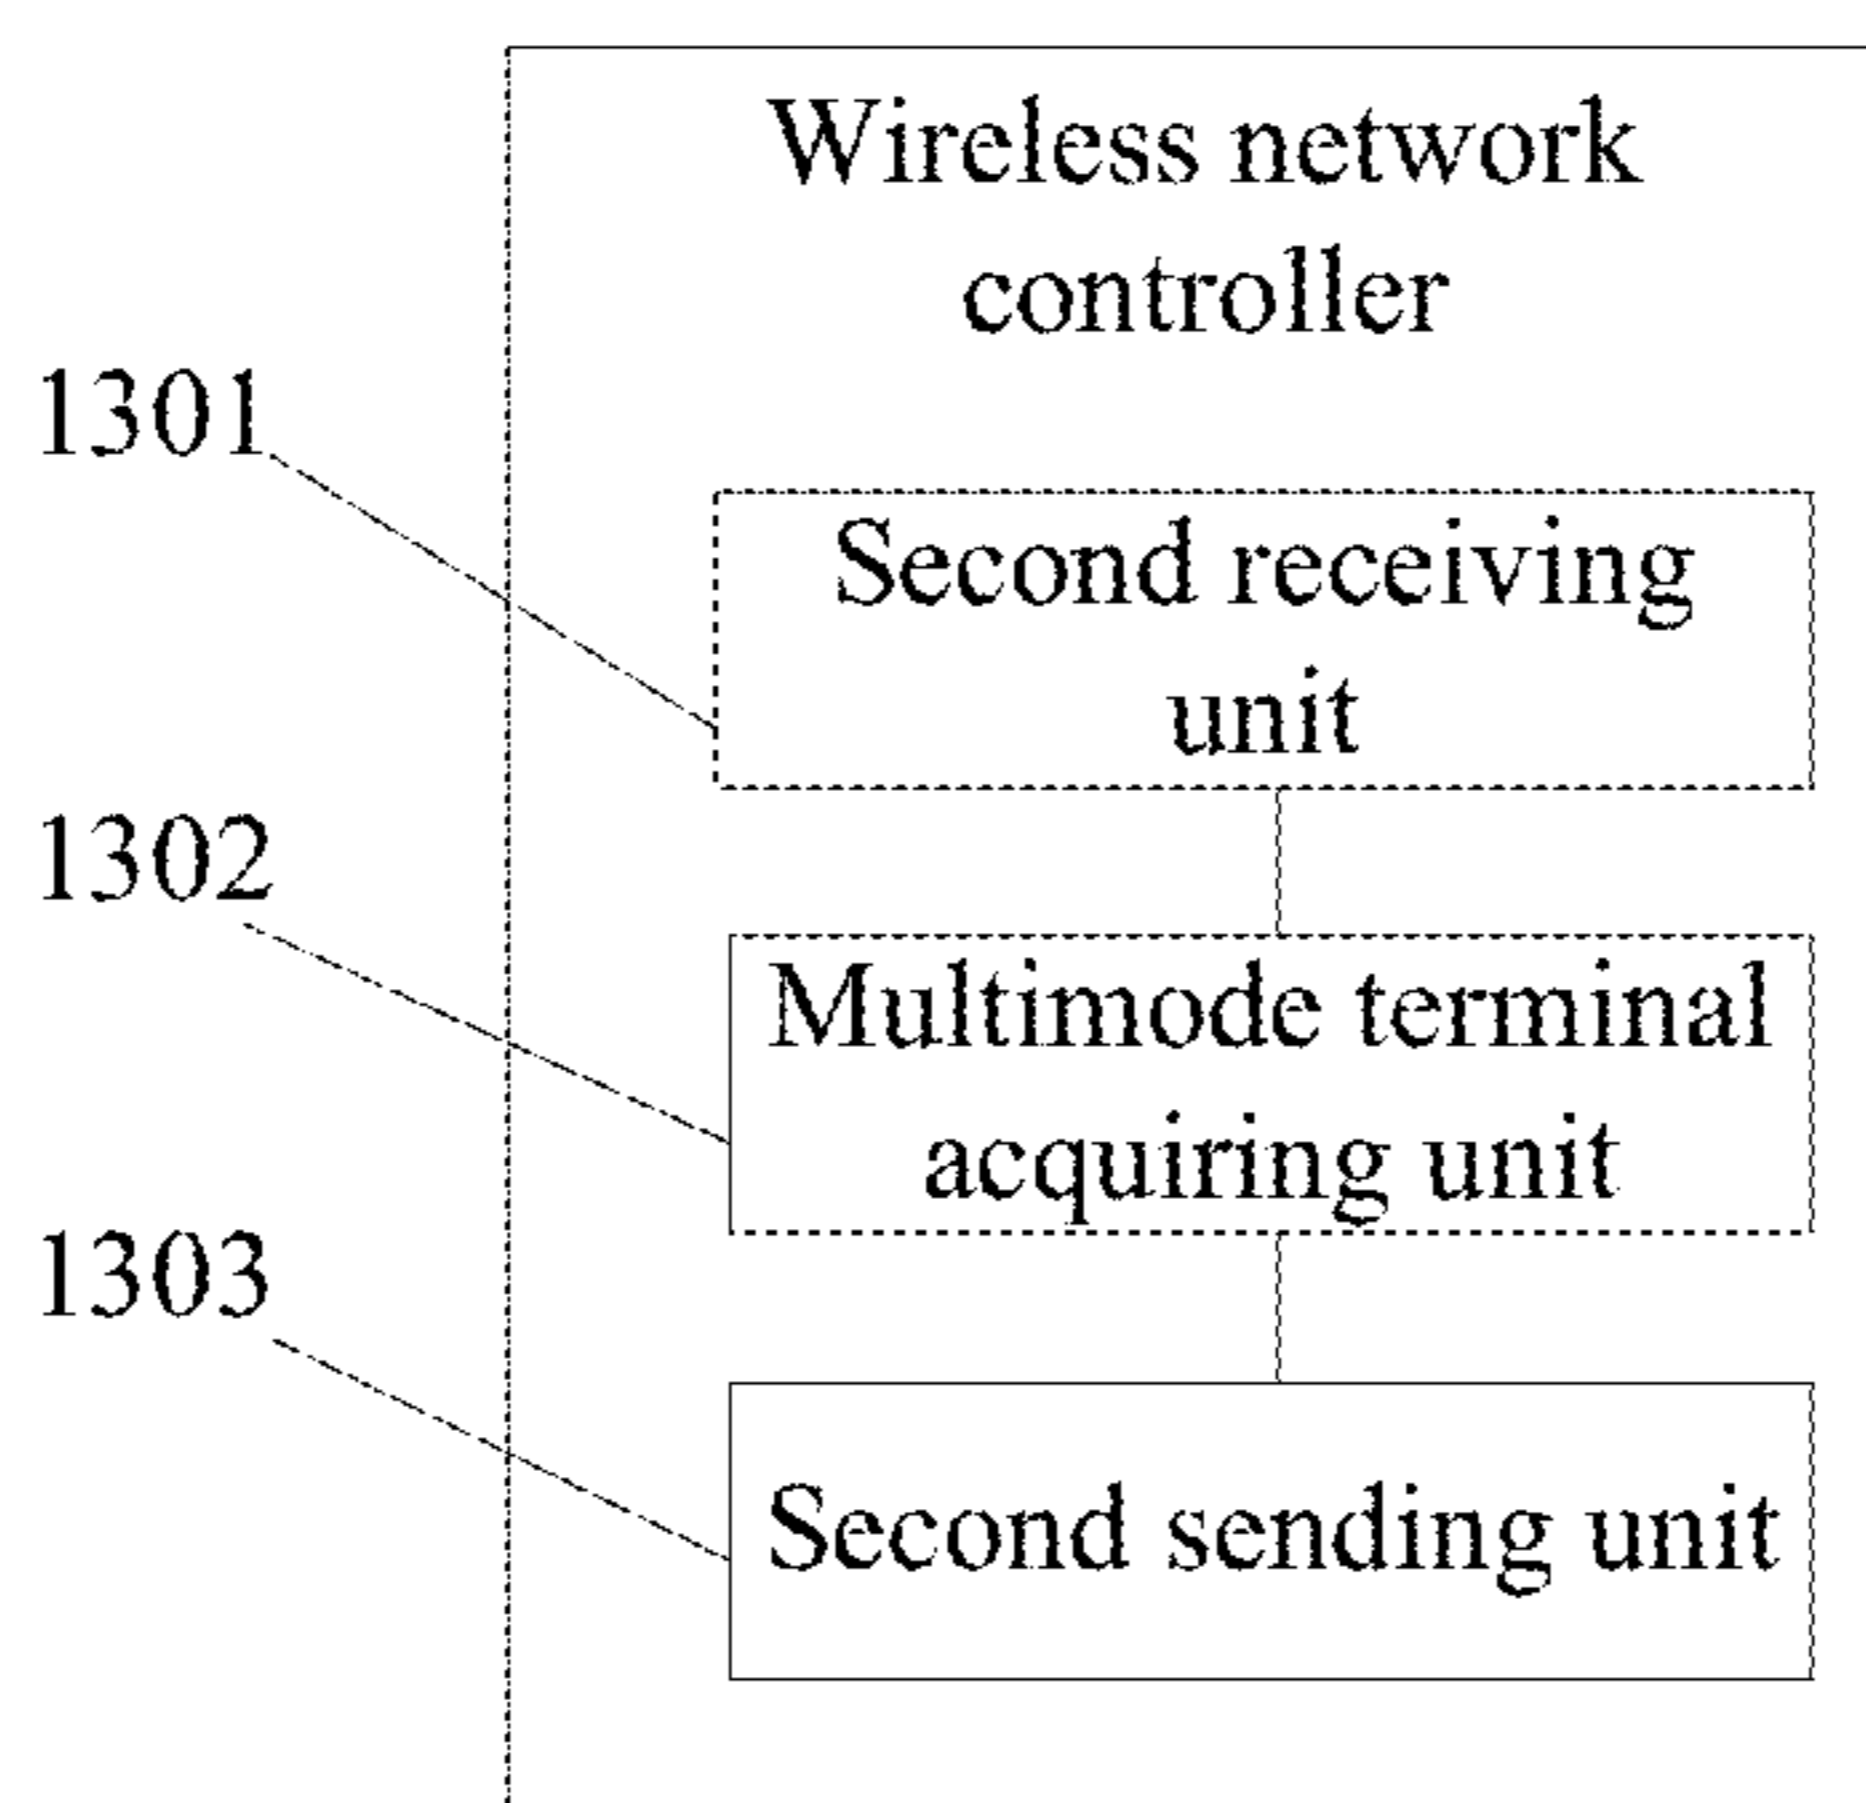 Wireless network
controller
1301
Second receiving
unit
1302
Multimode terminal
acquiring unit
1303
Second sending unit